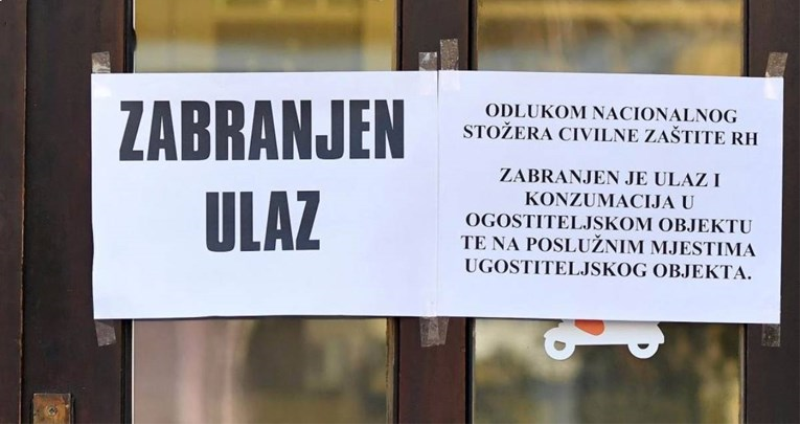 ZABRANJEN
ULAZ
ODLUKOM NACIONALNOG
STOŽERA CIVILNE ZAŠTITE RH
ZABRANJEN JE ULAZ I
KONZUMACIJA U
OGOSTITELJSKOM OBJEKTU
TE NA POSLUŽNIM MJESTIMA
UGOSTITELJSKOG OBJEKTA.